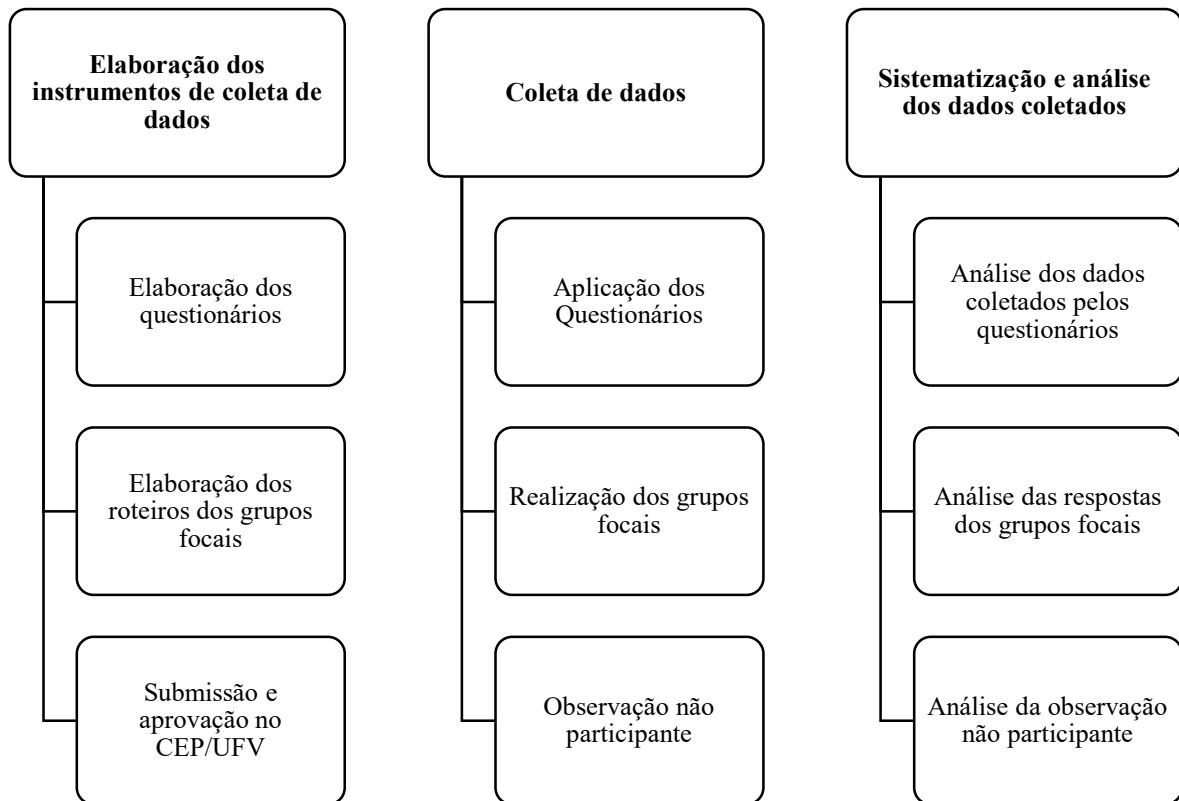 Elaboração dos
instrumentos de coleta de
dados
Elaboração dos
questionários
Elaboração dos
roteiros dos grupos
focais
Submissão e
aprovação no
CEP/UFV
Coleta de dados
Aplicação dos
Questionários
Realização dos grupos
focais
Observação não
participante
Sistematização e análise
dos dados coletados
Análise dos dados
coletados pelos
questionários
Análise das respostas
dos grupos focais
Análise da observação
não participante